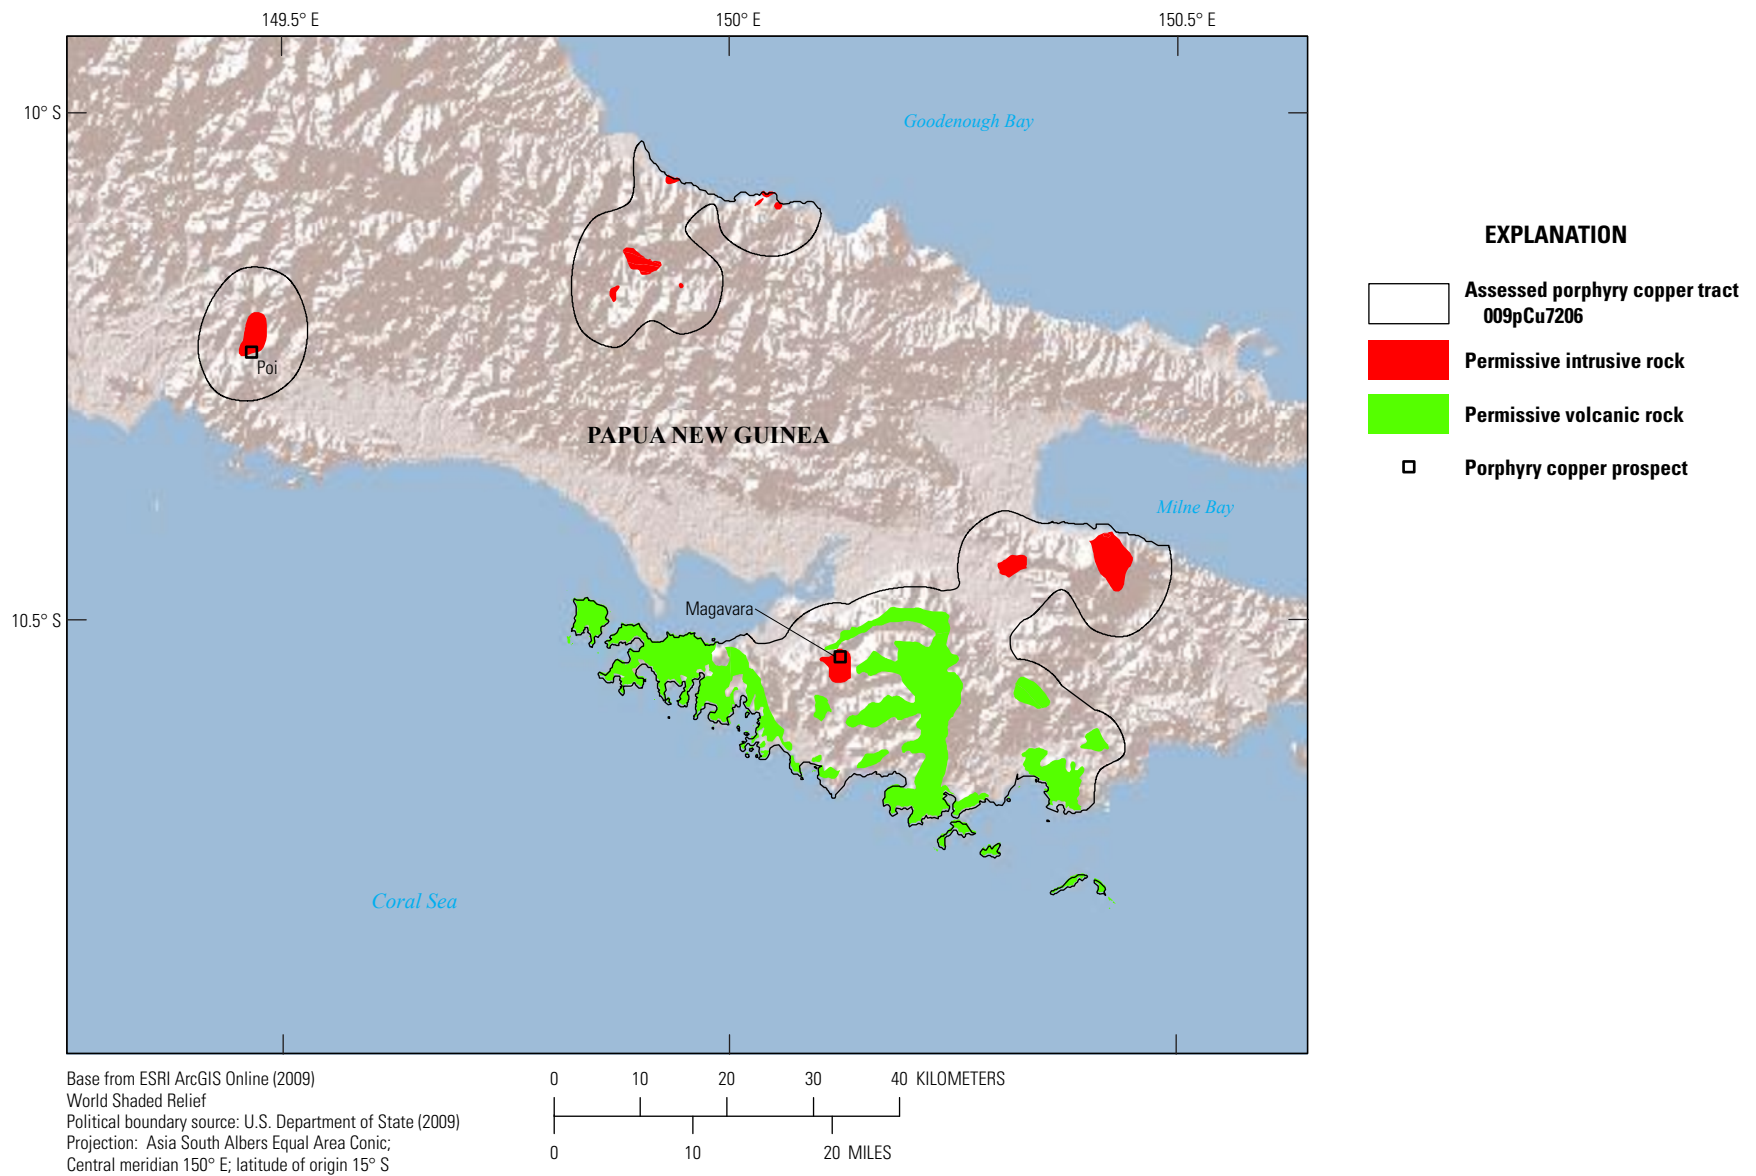 149.5° E
150° E
150.5° E
10° S
Goodenough Bay
EXPLANATION
Assessed porphyry copper tract
009pCu7206
Permissive intrusive rock
Poi
Permissive volcanic rock
PAPUA NEW GUINEA
Porphyry copper prospect
Milne Bay
Magavara
10.5° S
Coral Sea
Base from ESRI ArcGIS Online (2009)
World Shaded Relief
Political boundary source: U.S. Department of State (2009)
Projection: Asia South Albers Equal Area Conic;
Central meridian 150° E; latitude of origin 15° S
0 10 20 30 40 KILOMETERS
0 10 20 MILES